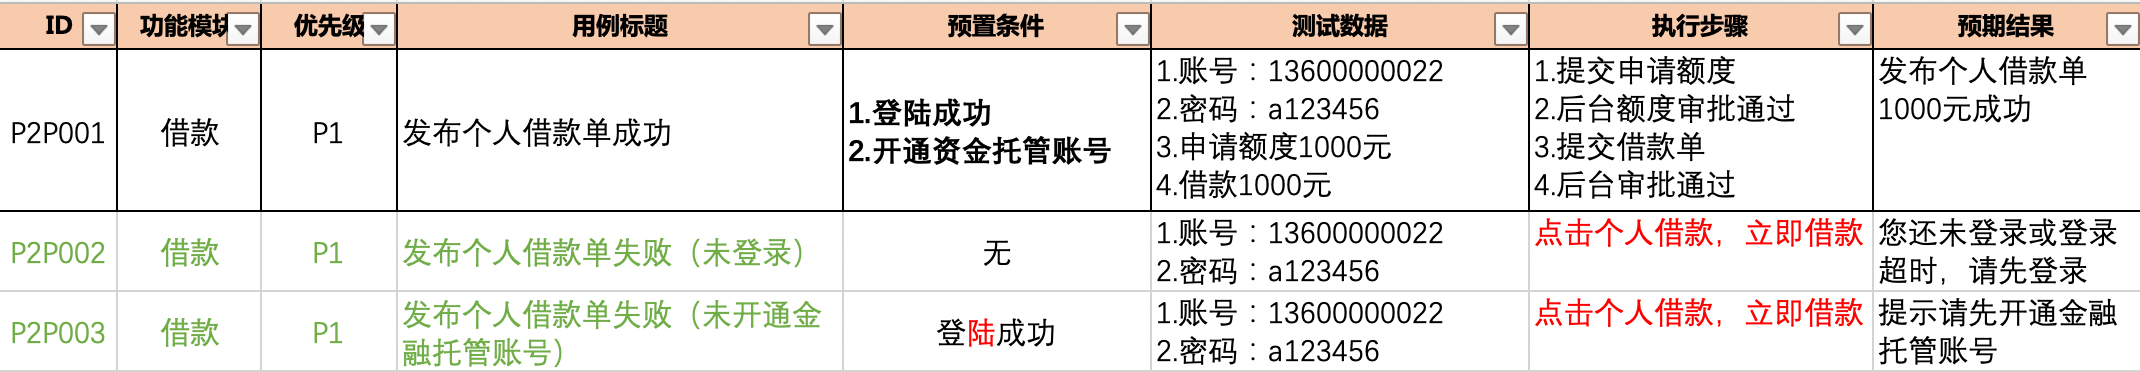 ID 功能模块 优先级 用例标题 预置条件 测试数据 执行步骤 预期结果
P2P001
借款
P1
发布个人借款单成功
1.登陆成功
2.开通资金托管账号
1.账号：13600000022
2.密码：a123456
3.申请额度1000元
4.借款1000元
1.提交申请额度
2.后台额度审批通过
3.提交借款单
4.后台审批通过
发布个人借款单
1000元成功
P2P002
借款
P1
发布个人借款单失败（未登录）
无
1.账号：13600000022
2.密码：a123456
点击个人借款，立即借款
您还未登录或登录
超时，请先登录
P2P003
借款
P1
发布个人借款单失败（未开通金
融托管账号）
登陆成功
1.账号：13600000022
2.密码：a123456
点击个人借款，立即借款
提示请先开通金融
托管账号